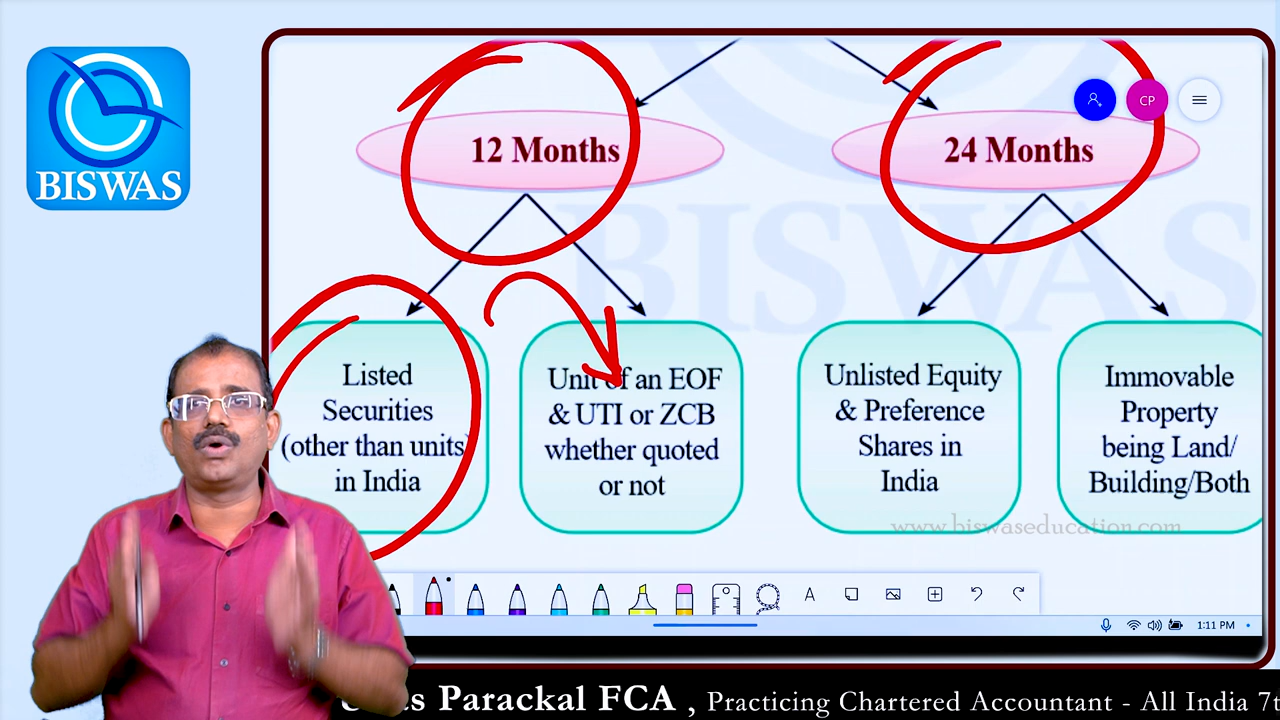 BISWAS
12 Months
24 Months
CP
Listed
Securities
(other than units)
in India
Unit of an EOF
& UTI or ZCB
whether quoted
or not
Unlisted Equity
& Preference
Shares in
India
Immovable
Property
being Land/
Building/Both
BISWAS
www.biswaseducation.com
A
1:11 PM
Parackal FCA , Practicing Chartered Accountant - All India 7t